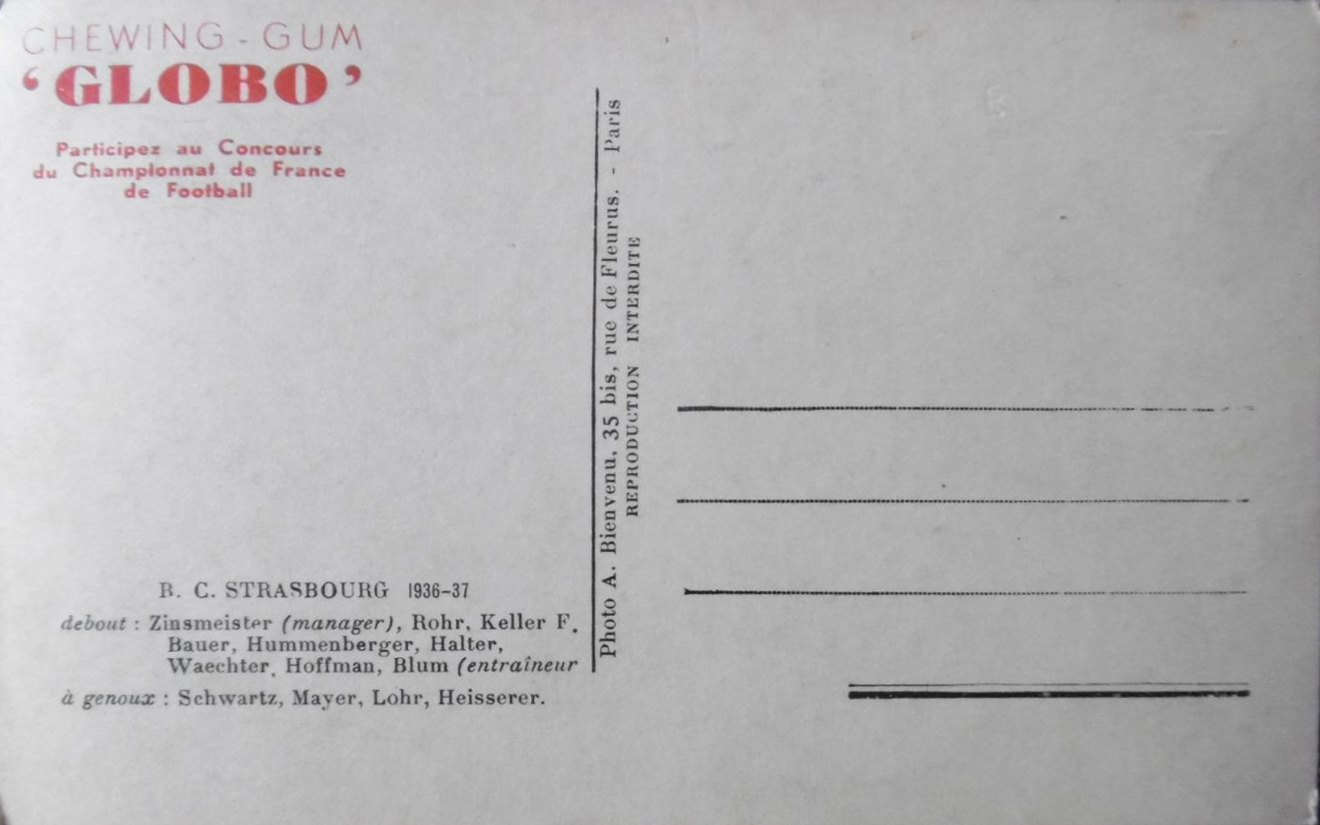 CHEWING-GUM
‘GLOBO’
Participez au Concours
du Championnat de France
de Football
R. C. STRASBOURG 1936-37
debout : Zinsmeister (manager), Rohr, Keller F.
Bauer, Hummenberger, Halter,
Waechter, Hoffman, Blum (entraîneur
à genoux : Schwartz, Mayer, Lohr, Heisserer.
Photo A. Bienvenu, 35 bis, rue de Fleurus. - Paris
REPRODUCTION INTERDITE